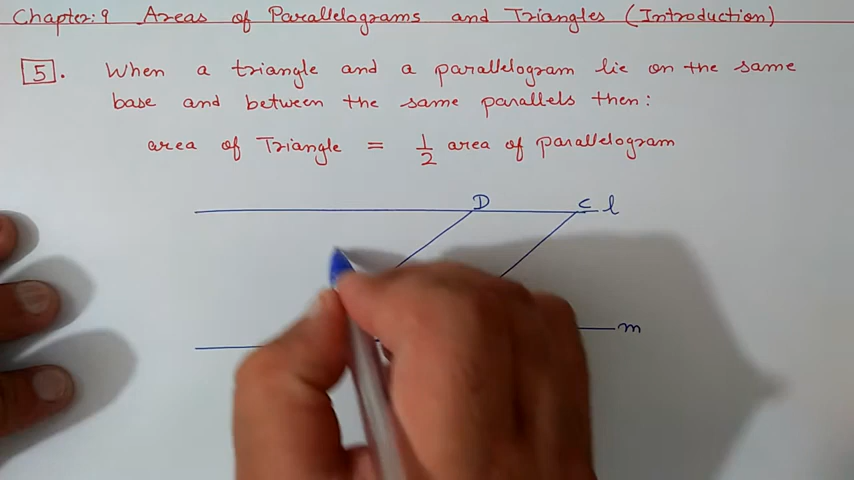 Chapter: 9 Areas of Parallelograms and Triangles (Introduction)
5. When a triangle and a parallelogram lie on the same
base and between the same parallels then:
area of Triangle = 1/2 area of parallelogram
D C l
m